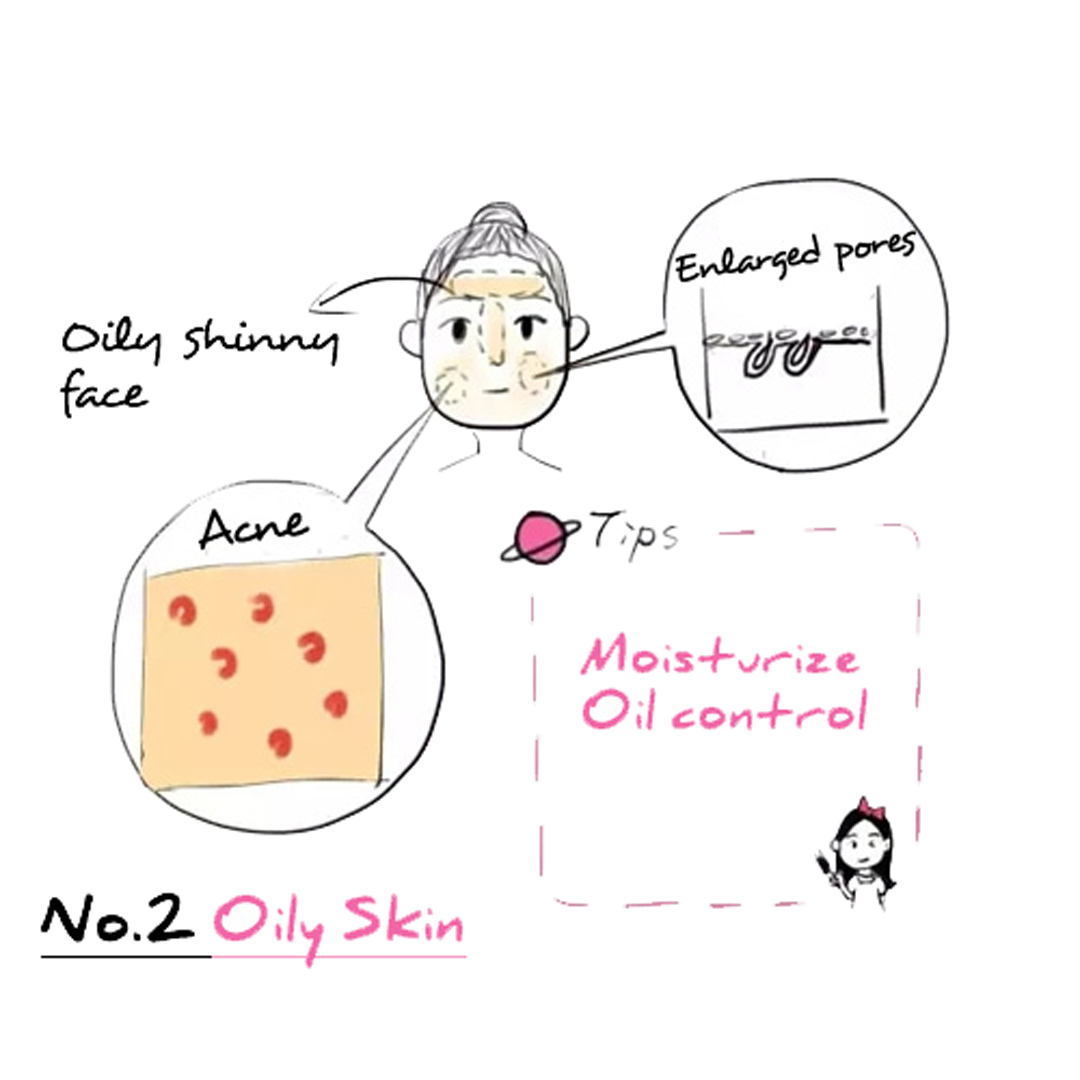 Enlarged pores
Oily shinny
face
Acne
Tips
Moisturize
Oil control
No.2 Oily Skin